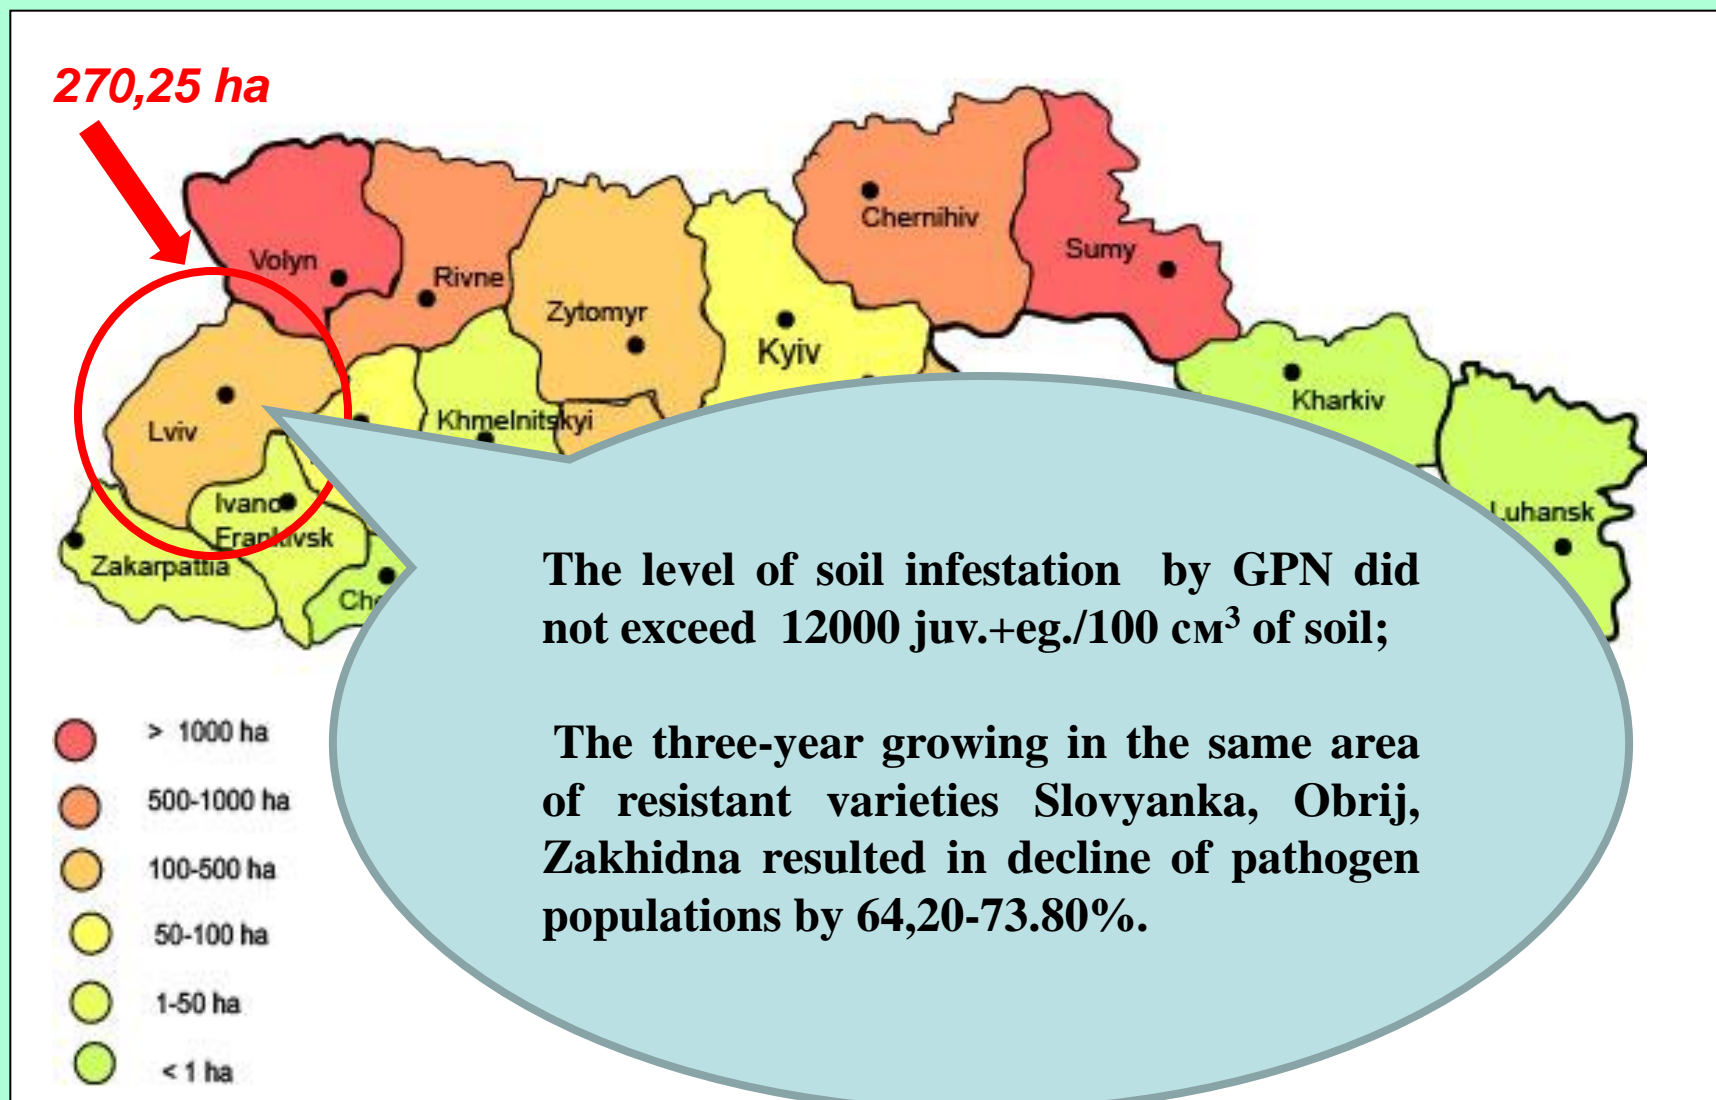 270,25 ha
Volyn
Rivne
Zytomyr
Kyiv
Chernihiv
Sumy
Kharkiv
Luhansk
Lviv
Khmelnitskyi
Ivano
Frankivsk
Zakarpattia
The level of soil infestation by GPN did
not exceed 12000 juv.+eg./100 см³ of soil;
The three-year growing in the same area
of resistant varieties Slovyanka, Obrij,
Zakhidna resulted in decline of pathogen
populations by 64,20-73.80%.
> 1000 ha
500-1000 ha
100-500 ha
50-100 ha
1-50 ha
< 1 ha